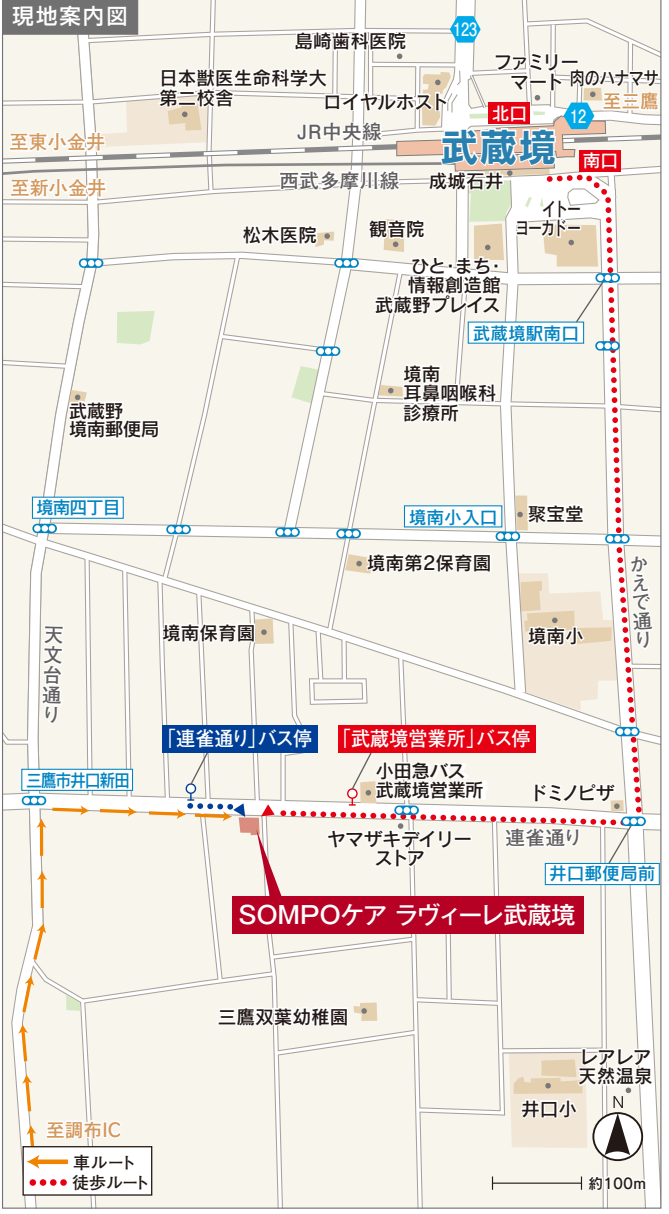 現地案内図
123
島崎歯科医院
ファミリー
マート
肉のハナマサ
日本獣医生命科学大
第二校舎
ロイヤルホスト
北口
12
至三鷹
至東小金井
JR中央線
武蔵境
南口
至新小金井
西武多摩川線
成城石井
イトー
ヨーカドー
松木医院
観音院
ひと・まち・
情報創造館
武蔵野プレイス
武蔵境駅南口
境南
耳鼻咽喉科
診療所
武蔵野
境南郵便局
境南四丁目
境南小入口
聚宝堂
境南第2保育園
かえで通り
境南保育園
境南小
天文台通り
「連雀通り」バス停
「武蔵境営業所」バス停
三鷹市井口新田
小田急バス
武蔵境営業所
ドミノピザ
ヤマザキデイリー
ストア
連雀通り
井口郵便局前
SOMPOケア ラヴィーレ武蔵境
三鷹双葉幼稚園
レアレア
天然温泉
井口小
N
至調布IC
車ルート
徒歩ルート
約100m